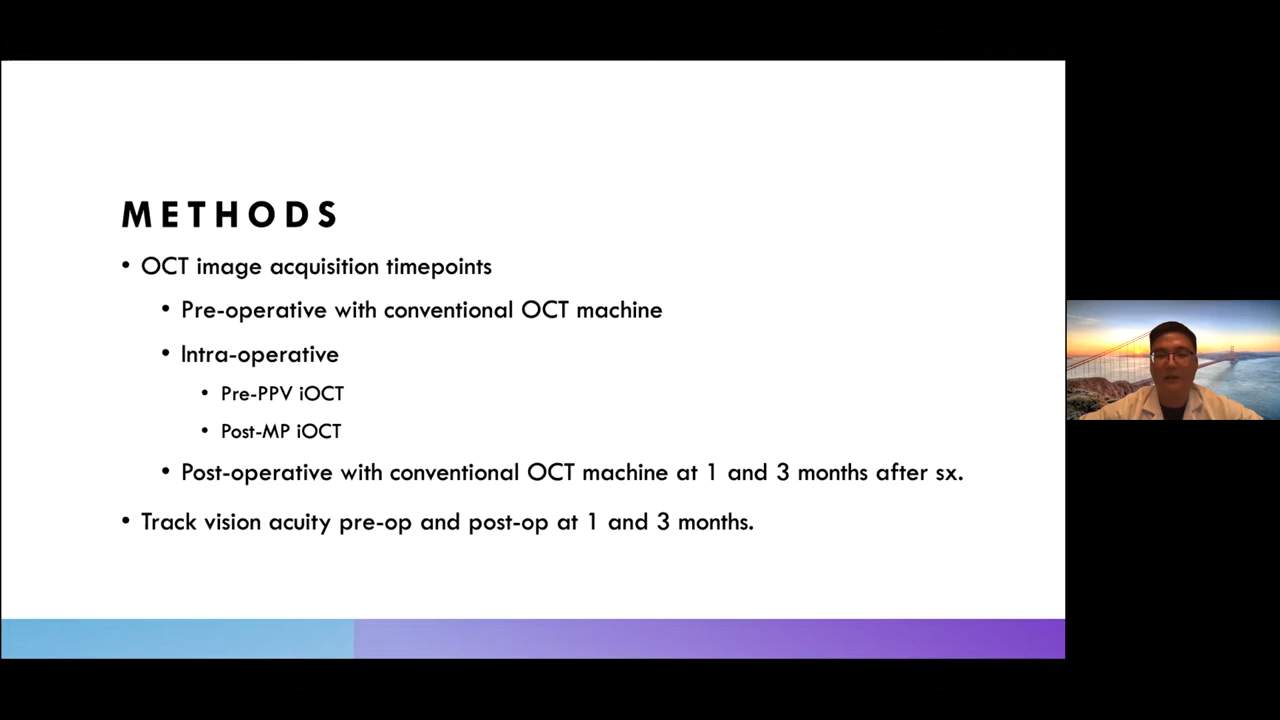 METHODS
• OCT image acquisition timepoints
• Pre-operative with conventional OCT machine
• Intra-operative
• Pre-PPV iOCT
• Post-MP iOCT
• Post-operative with conventional OCT machine at 1 and 3 months after sx.
• Track vision acuity pre-op and post-op at 1 and 3 months.